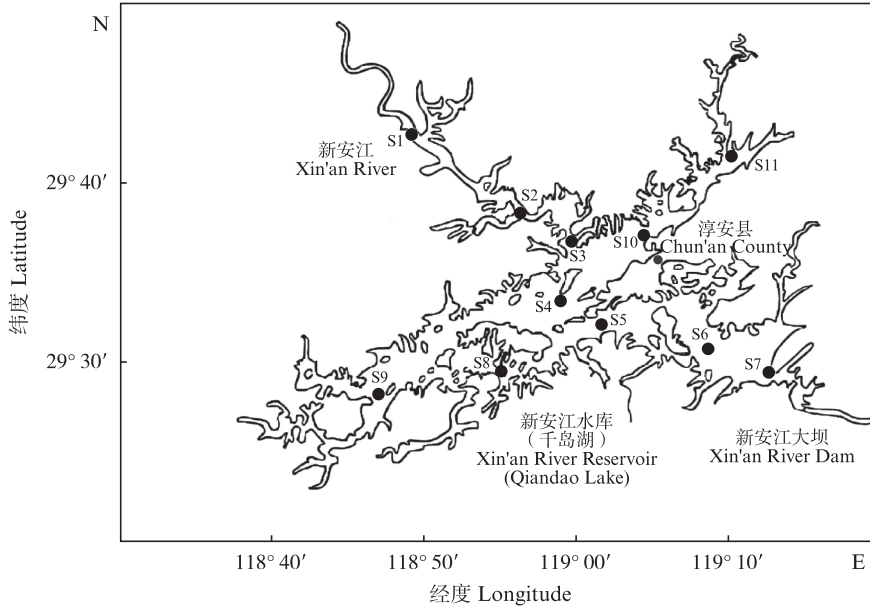 N
S1
新安江
Xin'an River
S11
29° 40′
S2
淳安县
S10
Chun'an County
S3
纬度 Latitude
S4
S5
S6
29° 30′
S8
S7
S9
新安江水库
（千岛湖）
Xin'an River Reservoir
(Qiandao Lake)
新安江大坝
Xin'an River Dam
118° 40′
118° 50′
119° 00′
119° 10′
E
经度 Longitude